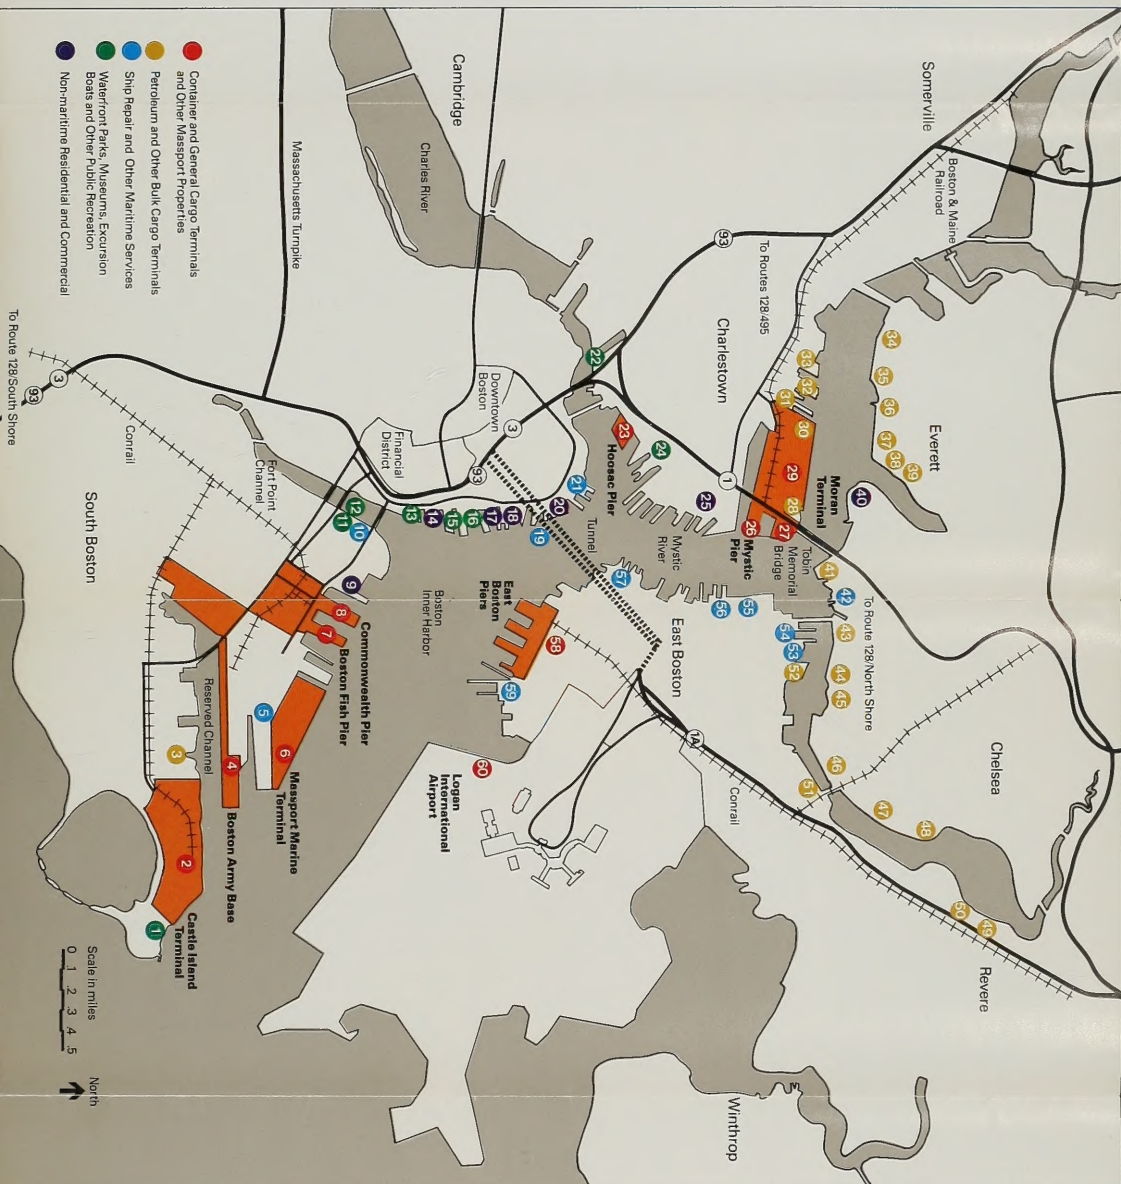 Somerville
Cambridge
Charles River
Massachusetts Turnpike
Boston & Maine
Railroad
To Routes 128/495
93
Charlestown
Everett
34
35
36
37
38
39
33
32
31
30
29
28
Moran
Terminal
40
27
26
Mystic
Pier
Tobin
Memorial
Bridge
1
25
24
23
Hoosac Pier
22
21
20
19
Tunnel
Mystic
River
Downtown
Boston
3
93
Financial
District
18
17
16
15
14
13
12
11
10
Fort Point
Channel
Conrail
3
93
To Route 128/South Shore
South Boston
9
8
7
Commonwealth Pier
Boston Fish Pier
Boston
Inner Harbor
East
Boston
Piers
58
59
60
57
56
55
54
53
52
41
42
43
44
45
46
51
47
48
50
49
To Route 128/North Shore
East Boston
1A
Chelsea
Conrail
Revere
Winthrop
Logan
International
Airport
Reserved Channel
5
6
Massport Marine
Terminal
4
Boston Army Base
3
2
Castle Island
Terminal
1
Container and General Cargo Terminals
and Other Massport Properties
Petroleum and Other Bulk Cargo Terminals
Ship Repair and Other Maritime Services
Waterfront Parks, Museums, Excursion
Boats and Other Public Recreation
Non-maritime Residential and Commercial
Scale in miles
0 .1 .2 .3 .4 .5
North